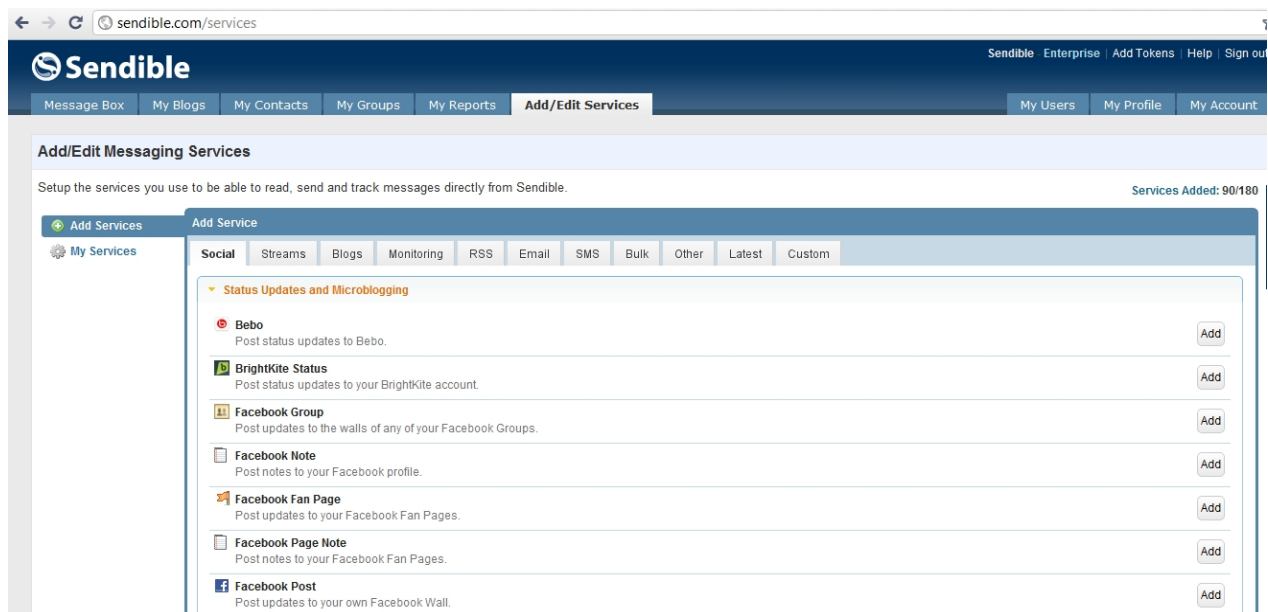 sendible.com/services
Sendible Enterprise | Add Tokens | Help | Sign out
Sendible
Message Box My Blogs My Contacts My Groups My Reports Add/Edit Services My Users My Profile My Account
Add/Edit Messaging Services
Setup the services you use to be able to read, send and track messages directly from Sendible.
Services Added: 90/180
Add Services
My Services
Add Service
Social Streams Blogs Monitoring RSS Email SMS Bulk Other Latest Custom
Status Updates and Microblogging
Bebo
Post status updates to Bebo.
Add
BrightKite Status
Post status updates to your BrightKite account.
Add
Facebook Group
Post updates to the walls of any of your Facebook Groups.
Add
Facebook Note
Post notes to your Facebook profile.
Add
Facebook Fan Page
Post updates to your Facebook Fan Pages.
Add
Facebook Page Note
Post notes to your Facebook Fan Pages.
Add
Facebook Post
Post updates to your own Facebook Wall.
Add